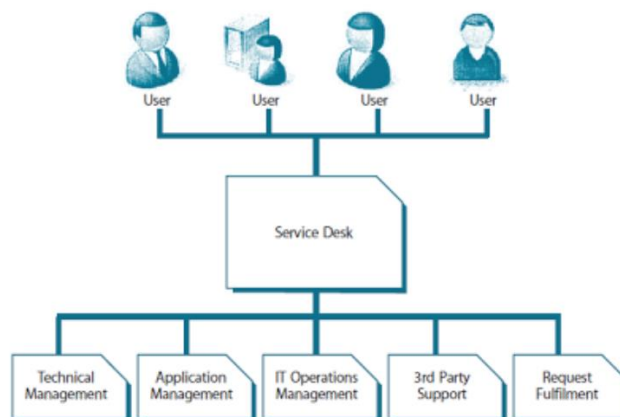 User
User
User
User
Service Desk
Technical
Management
Application
Management
IT Operations
Management
3rd Party
Support
Request
Fulfilment